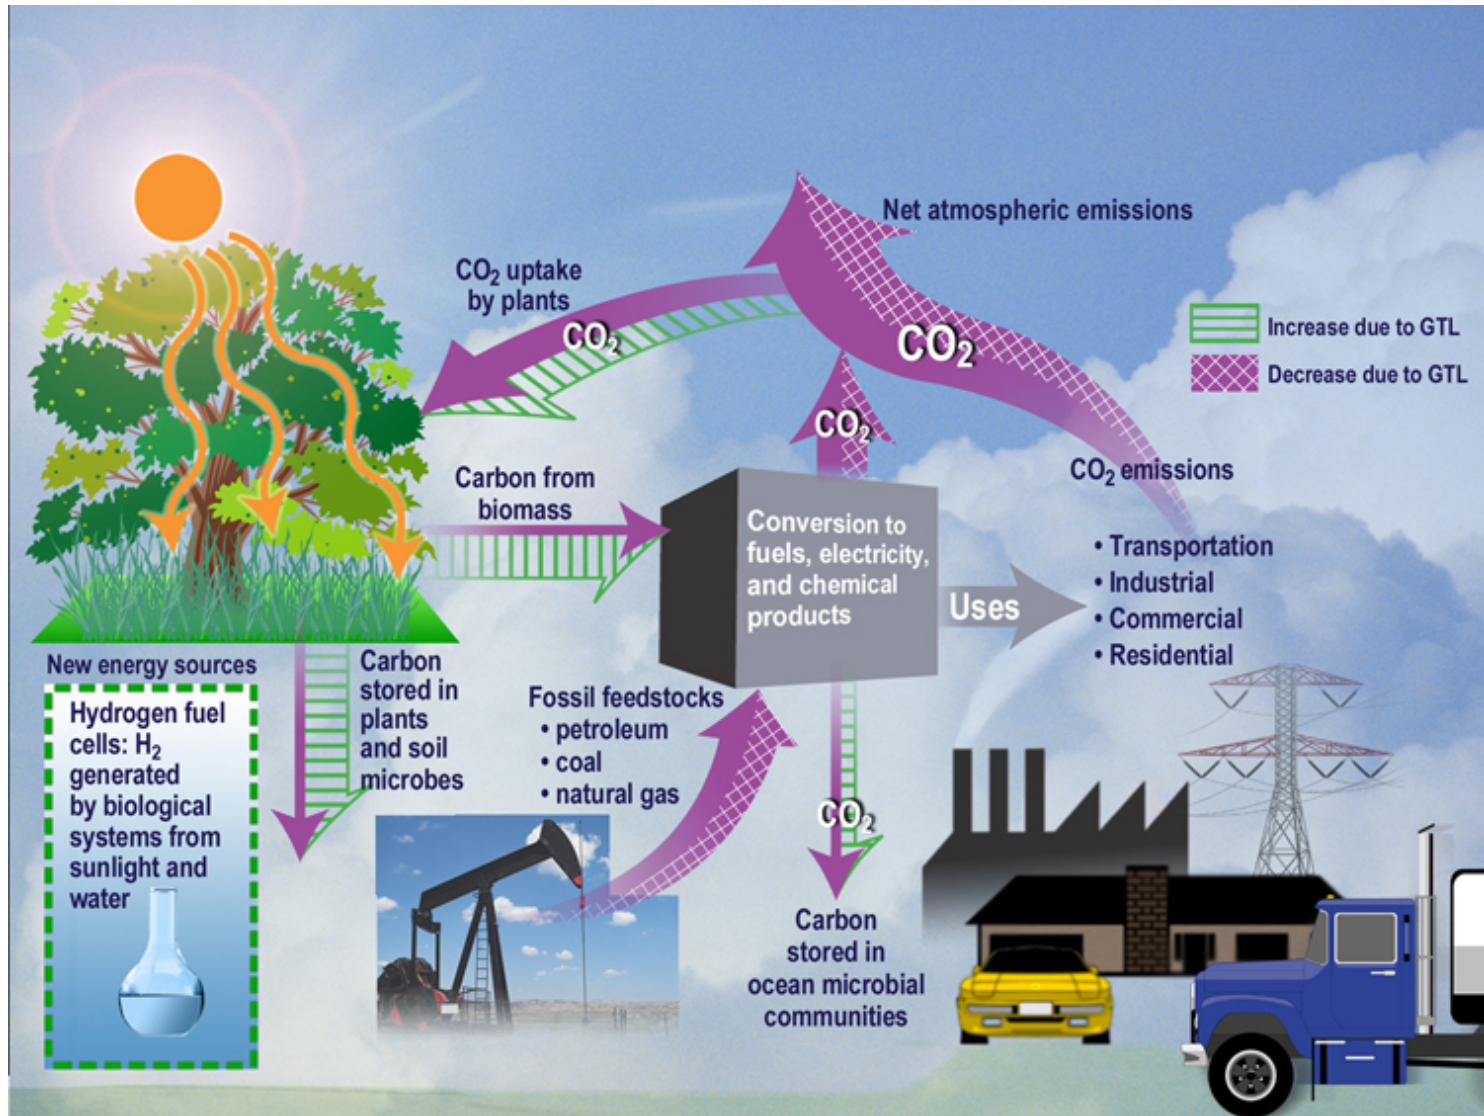 Net atmospheric emissions
CO₂ uptake
by plants
CO₂
CO₂
Increase due to GTL
Decrease due to GTL
CO₂
CO₂ emissions
Carbon from
biomass
Conversion to
fuels, electricity,
and chemical
products
Uses
• Transportation
• Industrial
• Commercial
• Residential
New energy sources
Hydrogen fuel
cells: H₂
generated
by biological
systems from
sunlight and
water
Carbon
stored in
plants
and soil
microbes
Fossil feedstocks
• petroleum
• coal
• natural gas
CO₂
Carbon
stored in
ocean microbial
communities